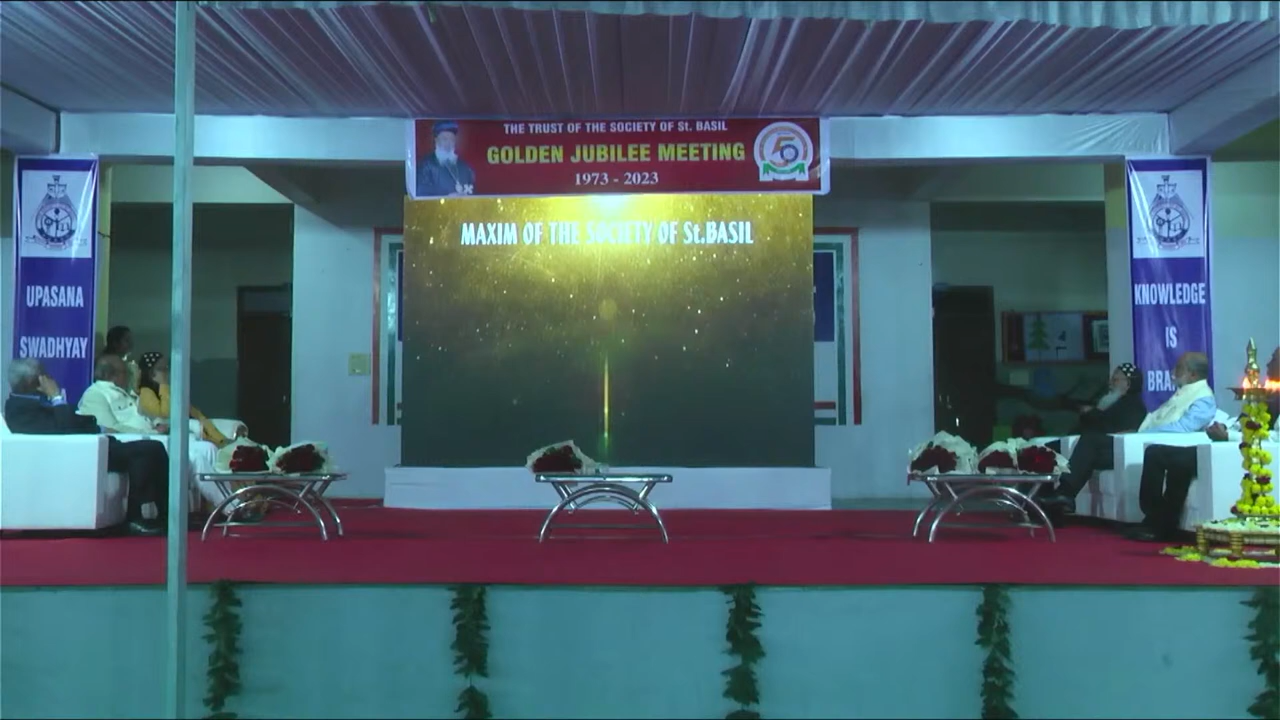 THE TRUST OF THE SOCIETY OF St. BASIL
GOLDEN JUBILEE MEETING
1973 - 2023
50
MAXIM OF THE SOCIETY OF St.BASIL
UPASANA
SWADHYAY
KNOWLEDGE
IS